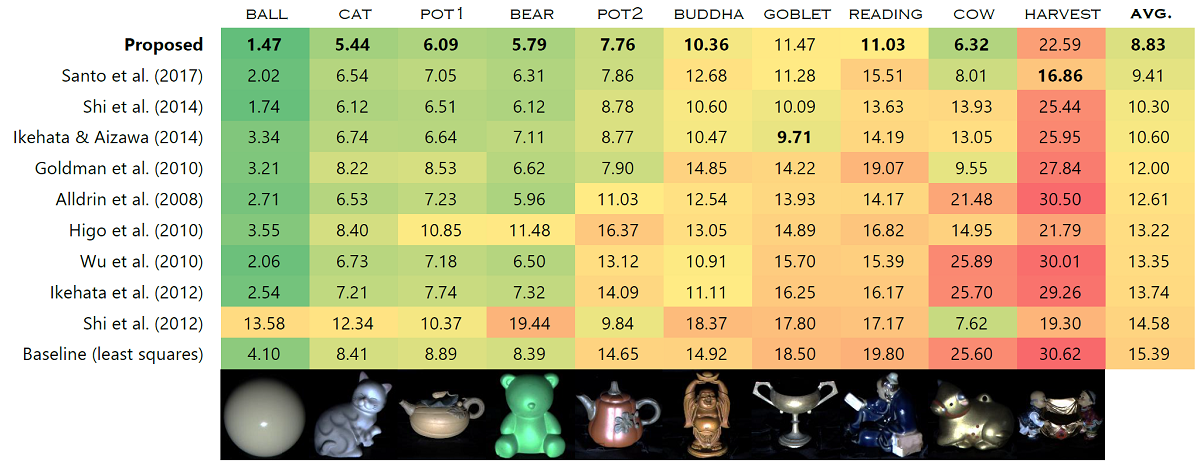 BALL CAT POT1 BEAR POT2 BUDDHA GOBLET READING COW HARVEST AVG.
Proposed 1.47 5.44 6.09 5.79 7.76 10.36 11.47 11.03 6.32 22.59 8.83
Santo et al. (2017) 2.02 6.54 7.05 6.31 7.86 12.68 11.28 15.51 8.01 16.86 9.41
Shi et al. (2014) 1.74 6.12 6.51 6.12 8.78 10.60 10.09 13.63 13.93 25.44 10.30
Ikehata & Aizawa (2014) 3.34 6.74 6.64 7.11 8.77 10.47 9.71 14.19 13.05 25.95 10.60
Goldman et al. (2010) 3.21 8.22 8.53 6.62 7.90 14.85 14.22 19.07 9.55 27.84 12.00
Alldrin et al. (2008) 2.71 6.53 7.23 5.96 11.03 12.54 13.93 14.17 21.48 30.50 12.61
Higo et al. (2010) 3.55 8.40 10.85 11.48 16.37 13.05 14.89 16.82 14.95 21.79 13.22
Wu et al. (2010) 2.06 6.73 7.18 6.50 13.12 10.91 15.70 15.39 25.89 30.01 13.35
Ikehata et al. (2012) 2.54 7.21 7.74 7.32 14.09 11.11 16.25 16.17 25.70 29.26 13.74
Shi et al. (2012) 13.58 12.34 10.37 19.44 9.84 18.37 17.80 17.17 7.62 19.30 14.58
Baseline (least squares) 4.10 8.41 8.89 8.39 14.65 14.92 18.50 19.80 25.60 30.62 15.39